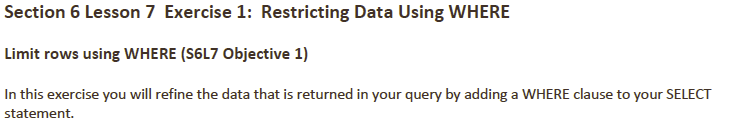 Section 6 Lesson 7  Exercise 1:  Restricting Data Using WHERE
Limit rows using WHERE (S6L7 Objective 1)
In this exercise you will refine the data that is returned in your query by adding a WHERE clause to your SELECT
statement.